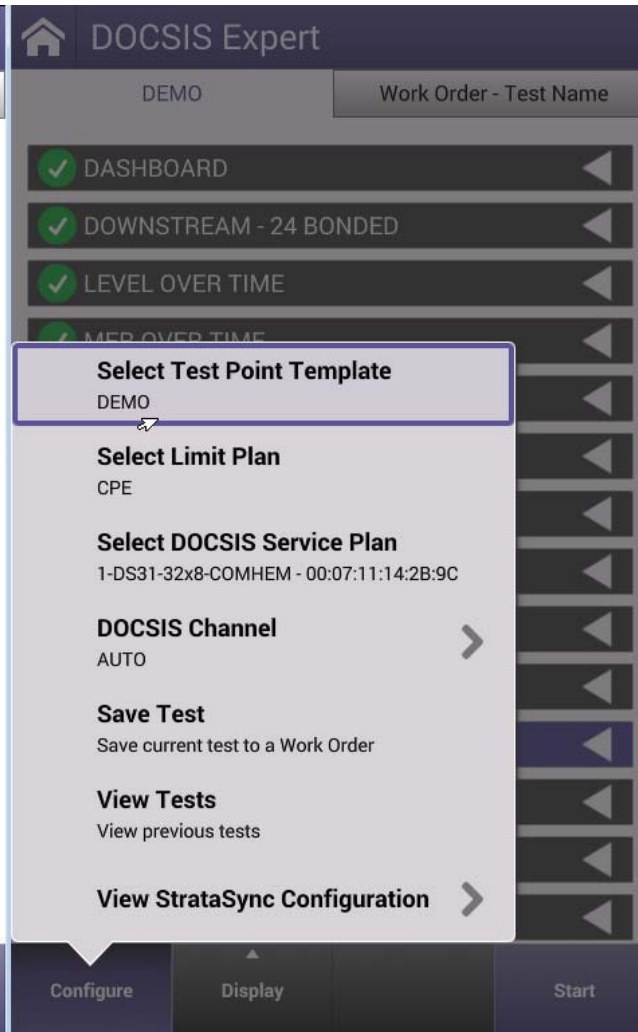 DOCSIS Expert
DEMO
Work Order - Test Name
DASHBOARD
DOWNSTREAM - 24 BONDED
LEVEL OVER TIME
MER OVER TIME
Select Test Point Template
DEMO
Select Limit Plan
CPE
Select DOCSIS Service Plan
1-DS31-32x8-COMHEM - 00:07:11:14:2B:9C
DOCSIS Channel
AUTO
Save Test
Save current test to a Work Order
View Tests
View previous tests
View StrataSync Configuration
Configure
Display
Start